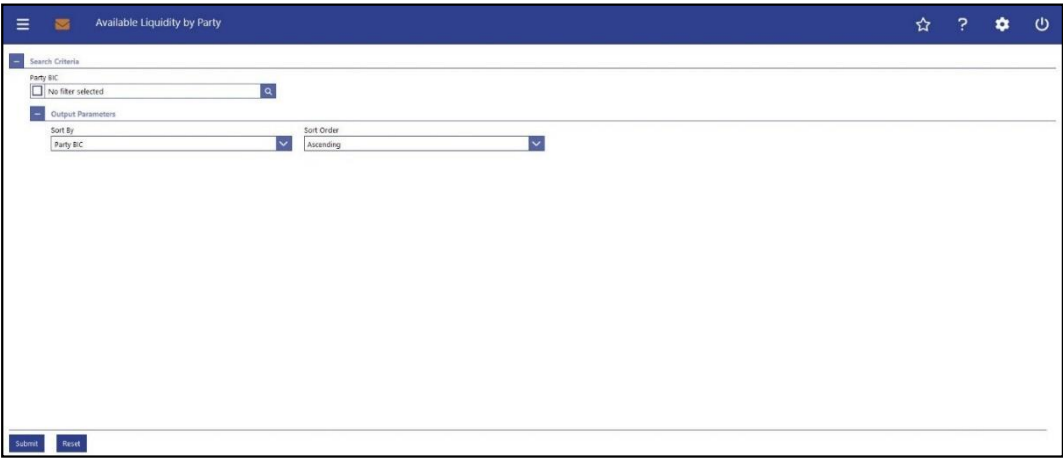 Available Liquidity by Party
?
Search Criteria
Party BIC
No filter selected
Output Parameters
Sort By Sort Order
Party BIC Ascending
Submit Reset